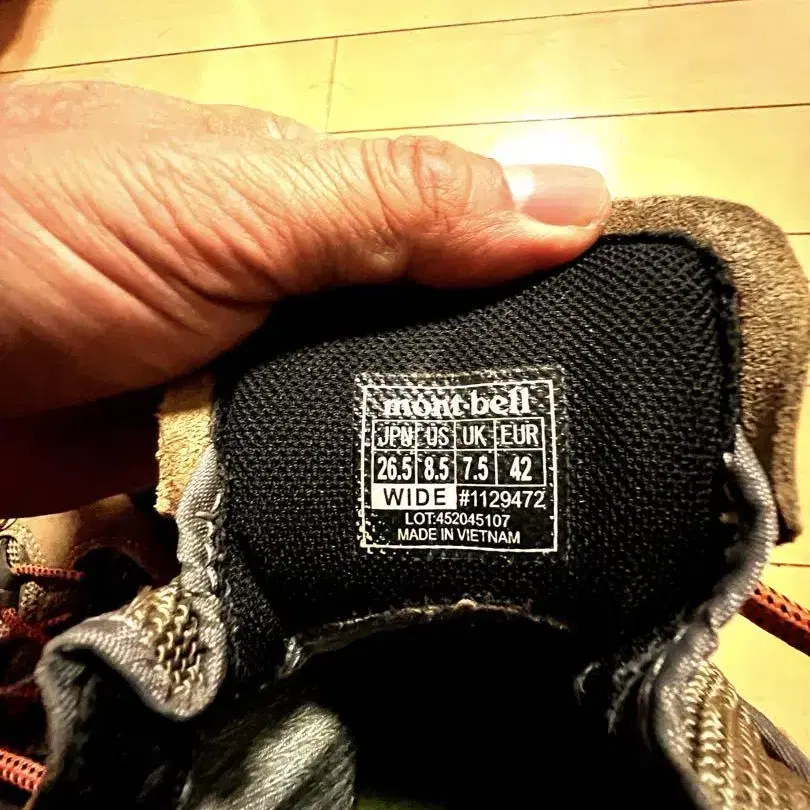 mont-bell
JPN US UK EUR
26.5 8.5 7.5 42
WIDE #1129472
LOT:452045107
MADE IN VIETNAM